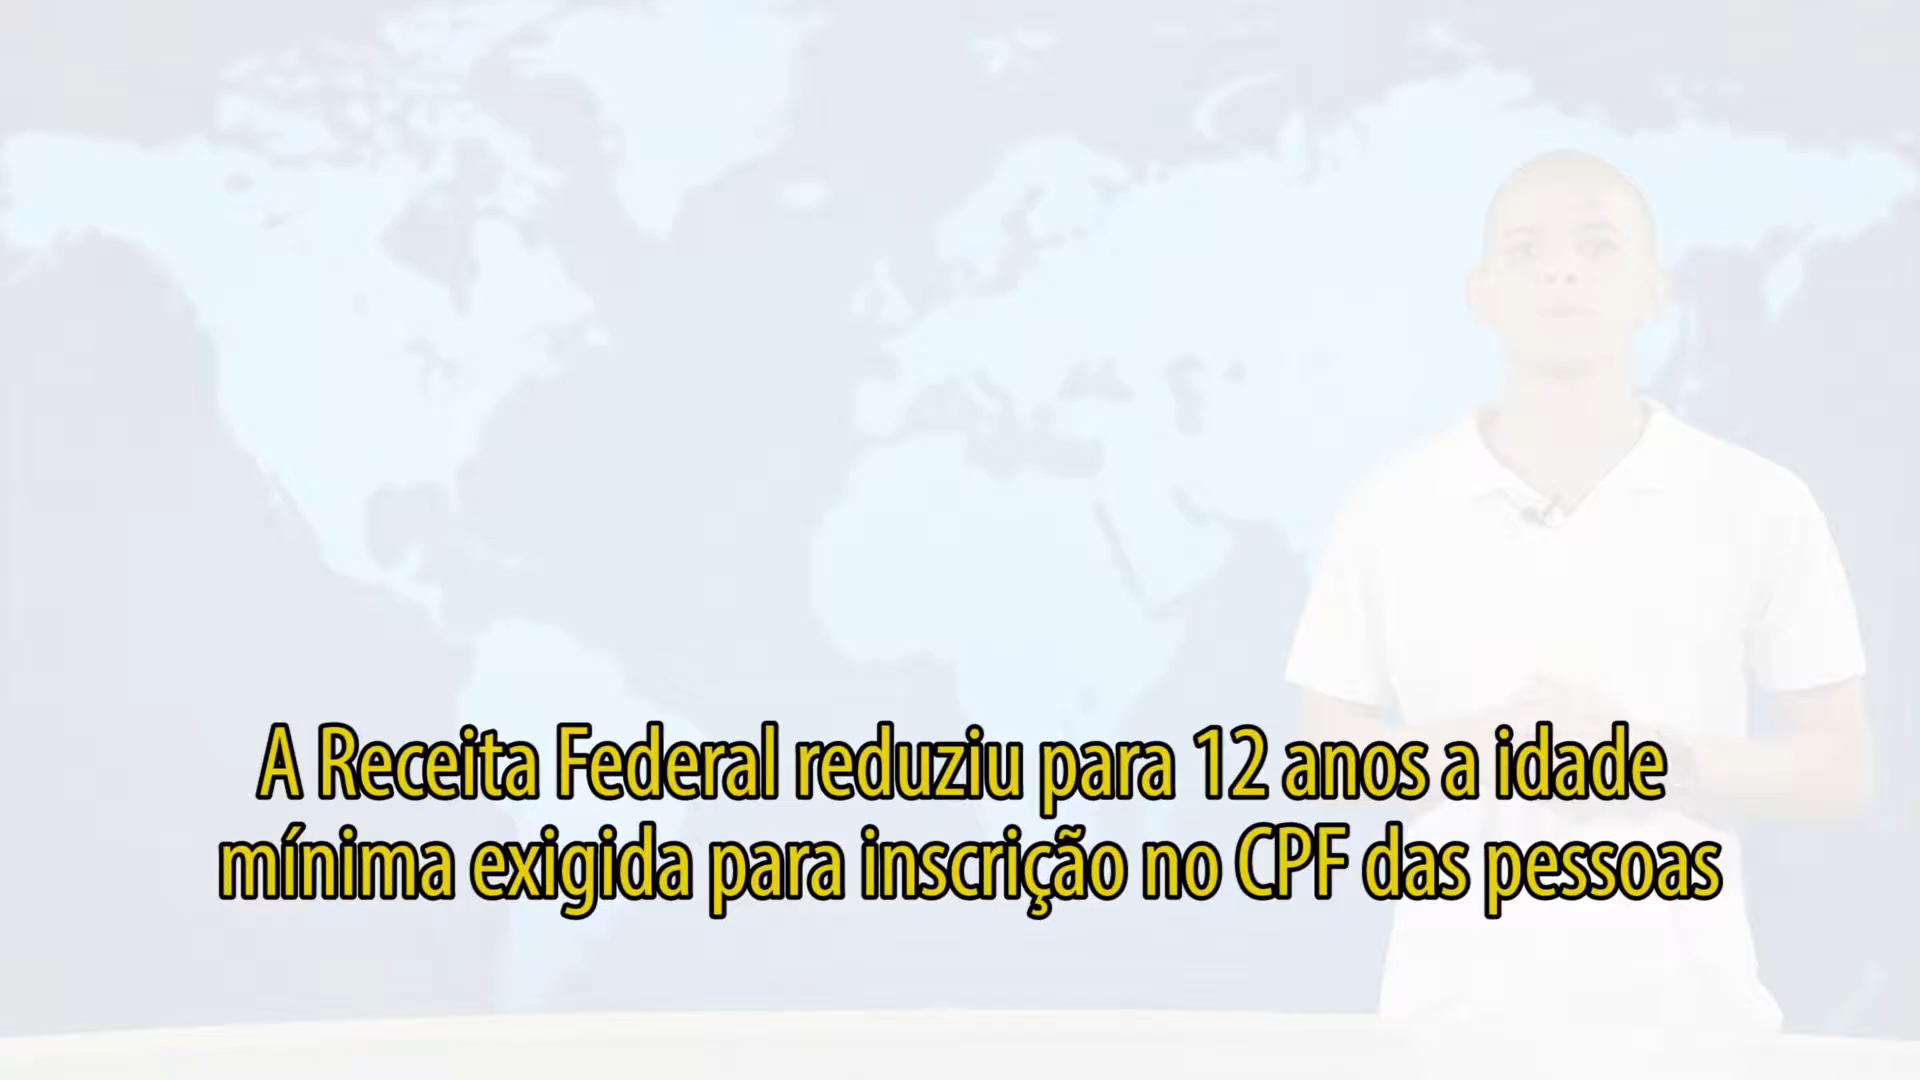 A Receita Federal reduziu para 12 anos a idade
mínima exigida para inscrição no CPF das pessoas